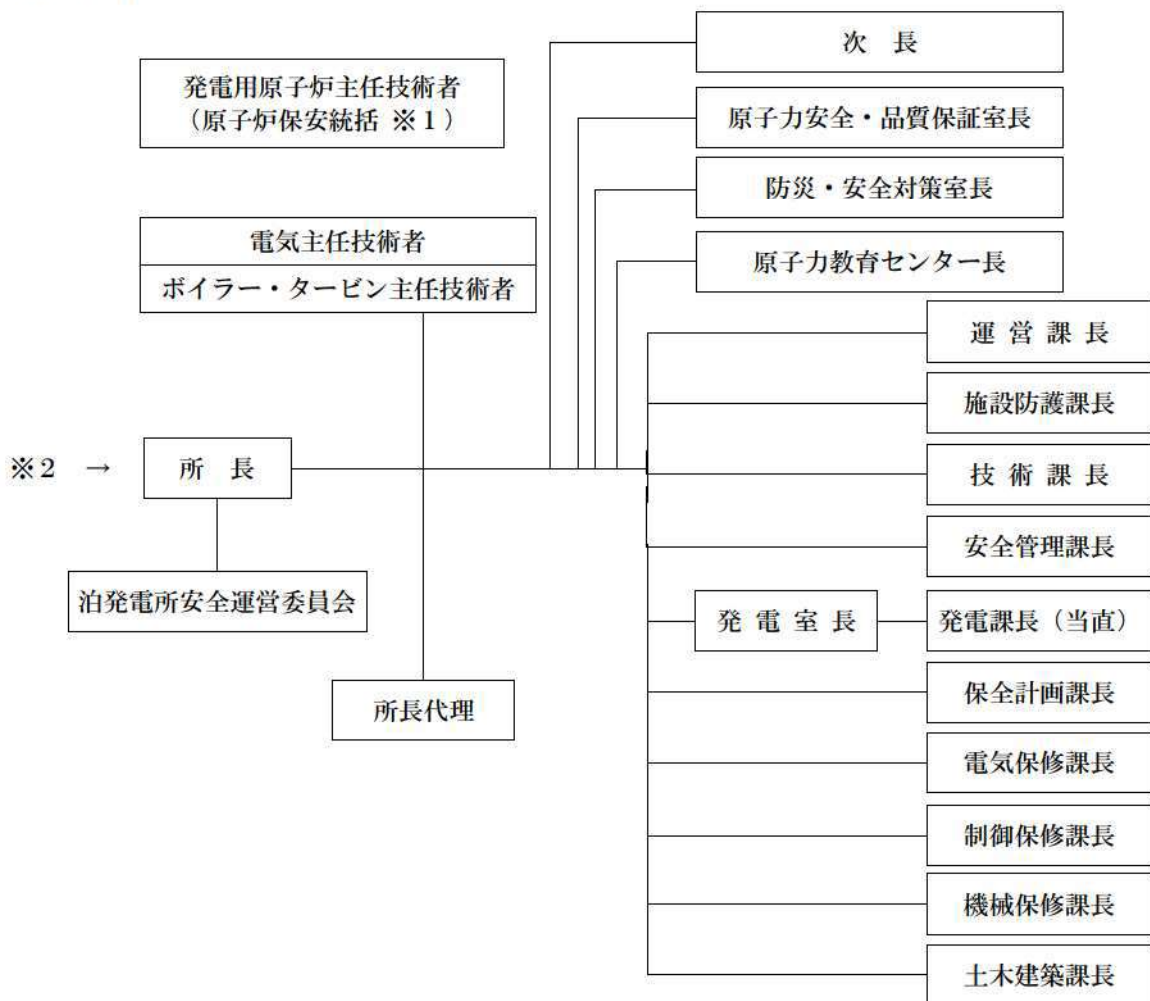 次 長
発電用原子炉主任技術者
（原子炉保安統括 ※１）
原子力安全・品質保証室長
防災・安全対策室長
電気主任技術者
ボイラー・タービン主任技術者
原子力教育センター長
運 営 課 長
施設防護課長
※２ → 所 長
技 術 課 長
安全管理課長
泊発電所安全運営委員会
発 電 室 長
発電課長（当直）
所長代理
保全計画課長
電気保修課長
制御保修課長
機械保修課長
土木建築課長